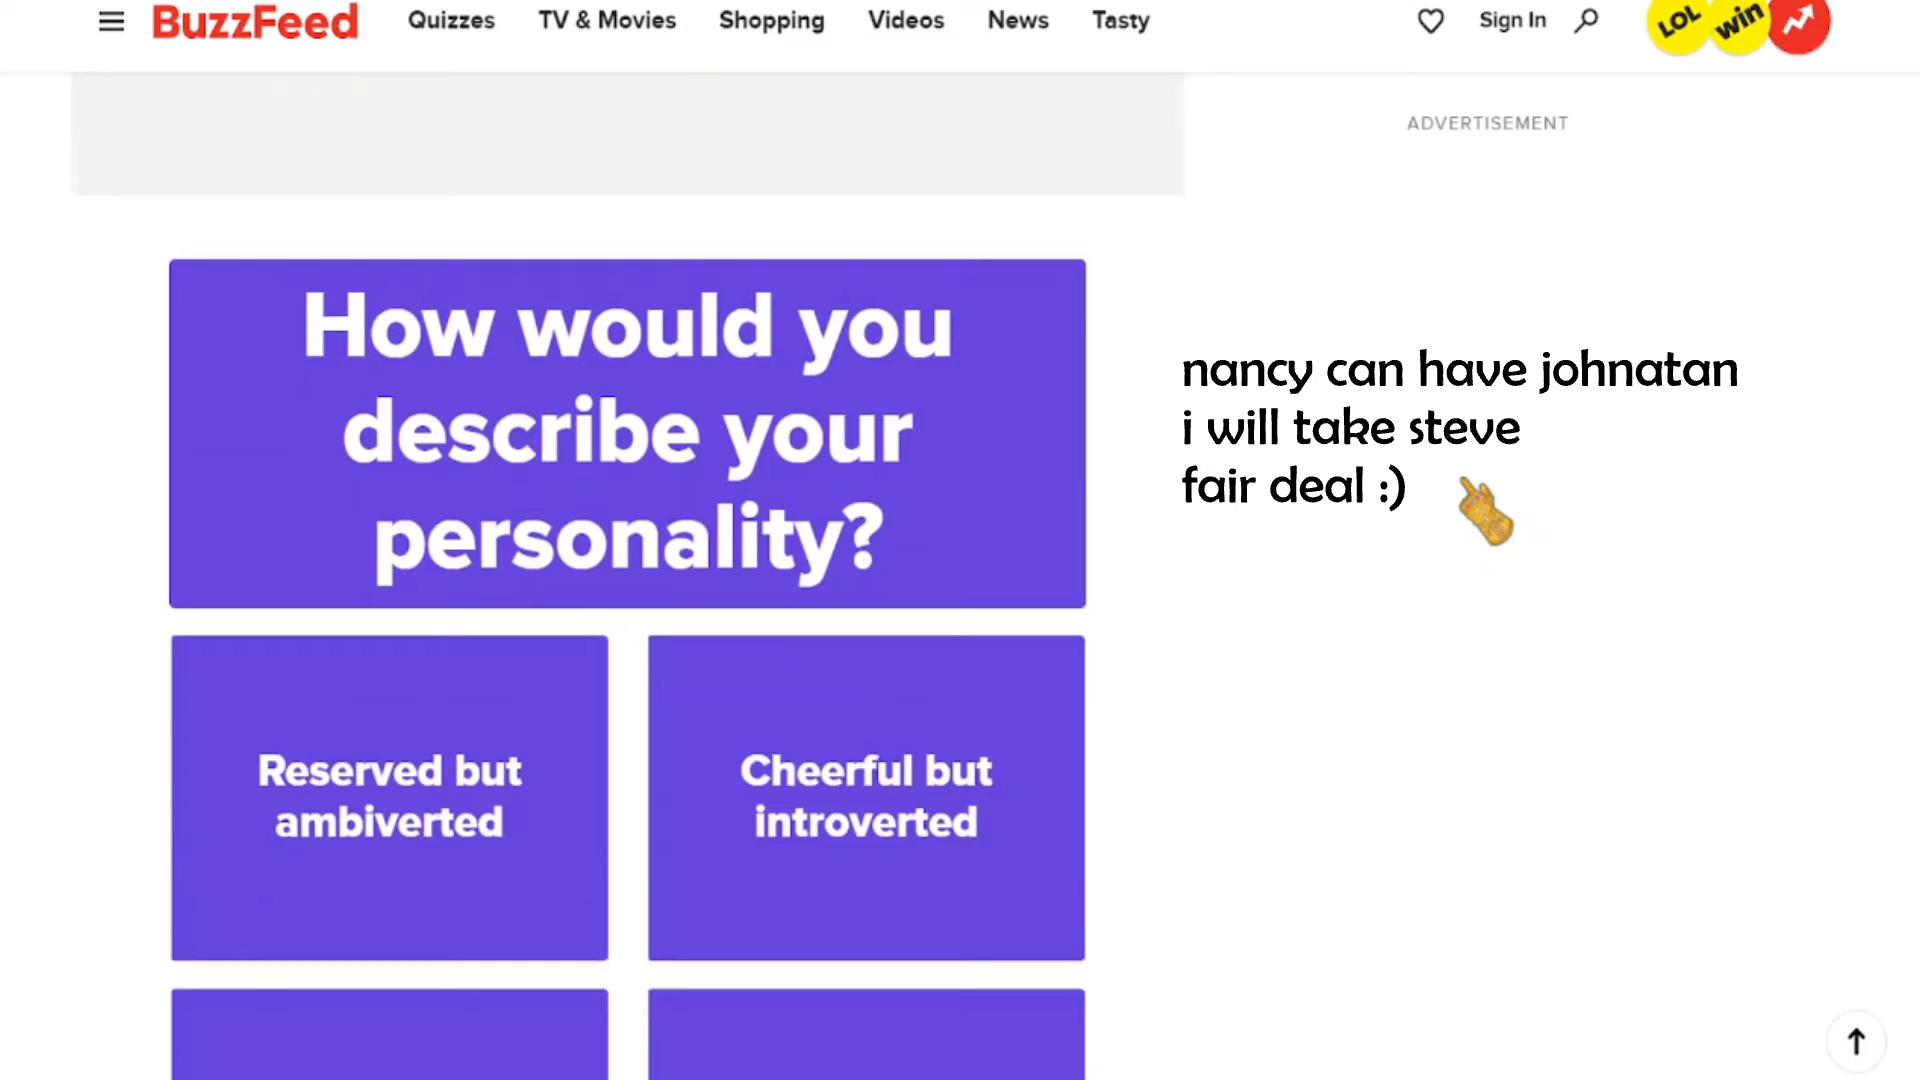 BuzzFeed
Quizzes
TV & Movies
Shopping
Videos
News
Tasty
Sign In
LOL
win
ADVERTISEMENT
How would you
describe your
personality?
nancy can have johnatan
i will take steve
fair deal :)
Reserved but
ambiverted
Cheerful but
introverted